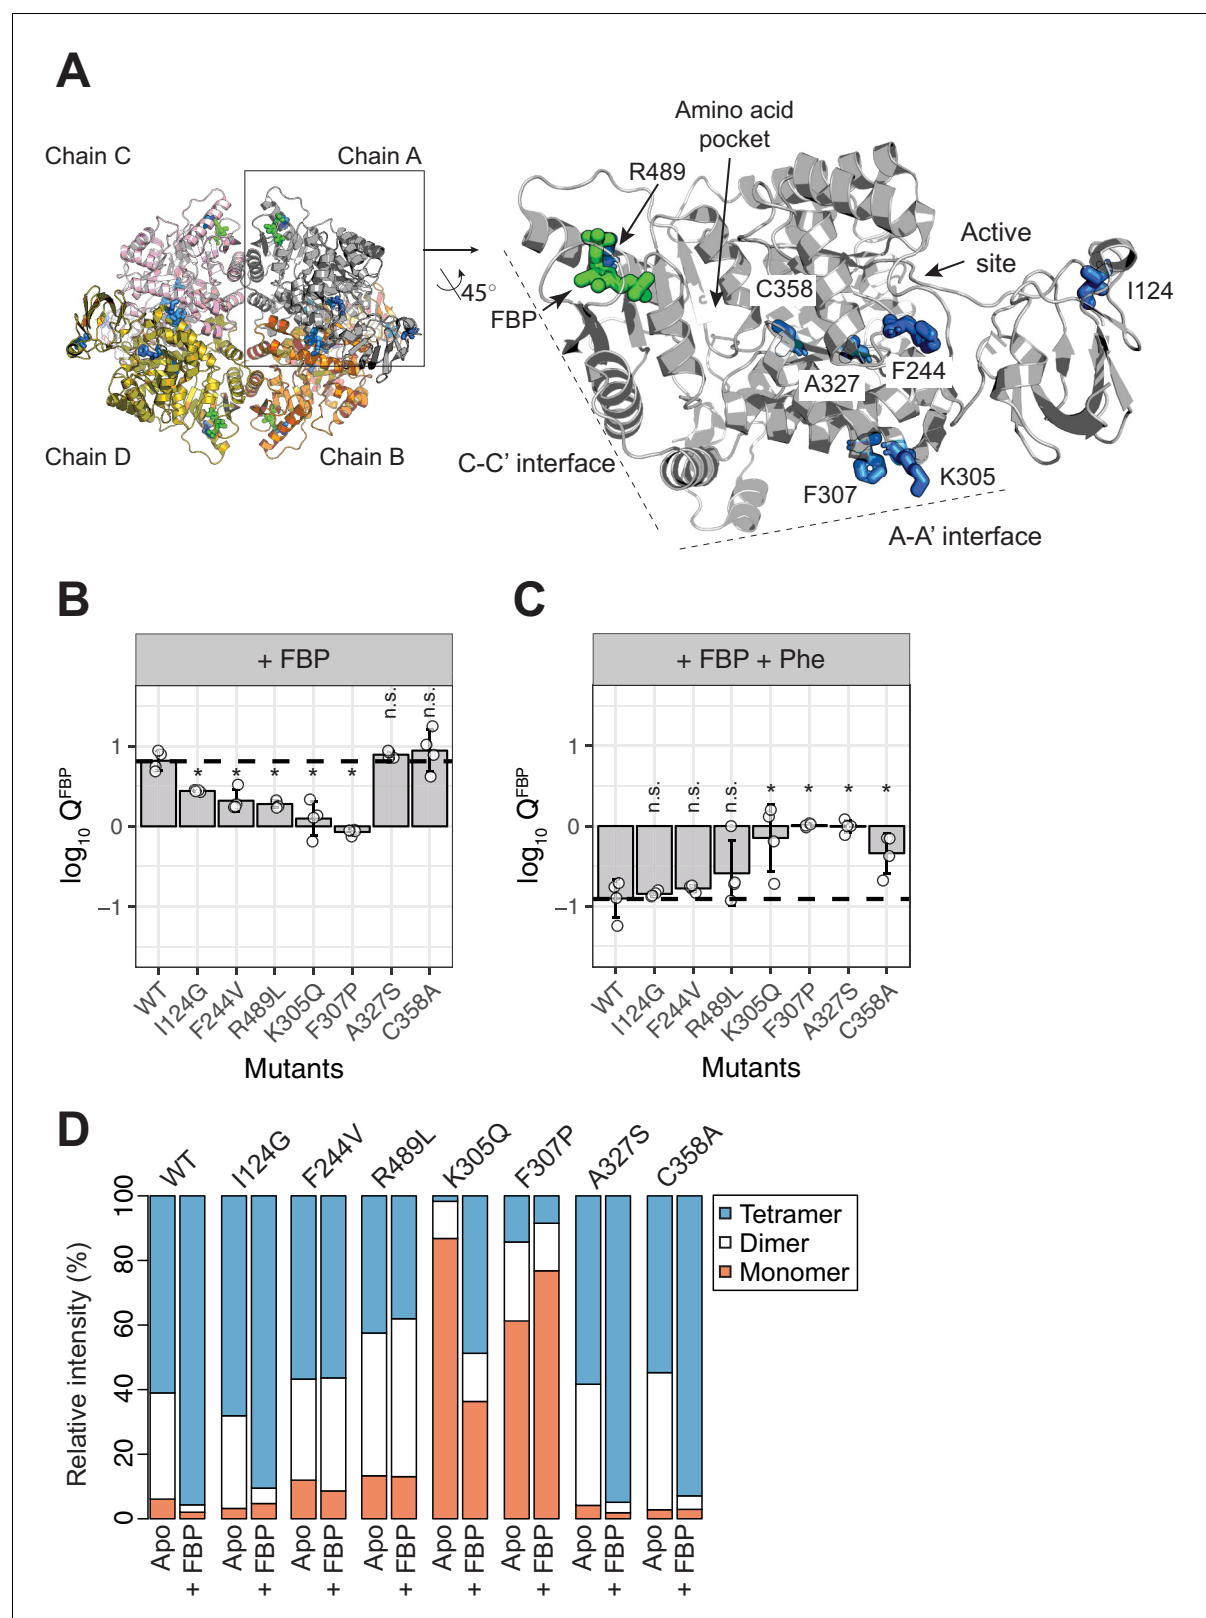 A
Chain C
Chain A
Chain D
Chain B
45°
Amino acid
pocket
R489
FBP
C358
Active
site
I124
A327
F244
C-C' interface
F307
K305
A-A' interface
B
+ FBP
log10 Q^FBP
1
0
−1
* * * * * n.s. n.s.
WT I124G F244V R489L K305Q F307P A327S C358A
Mutants
C
+ FBP + Phe
log10 Q^FBP
1
0
−1
n.s. n.s. n.s. * * * *
WT I124G F244V R489L K305Q F307P A327S C358A
Mutants
D
WT I124G F244V R489L K305Q F307P A327S C358A
Relative intensity (%)
100
80
60
40
20
0
Tetramer
Dimer
Monomer
Apo + FBP Apo + FBP Apo + FBP Apo + FBP Apo + FBP Apo + FBP Apo + FBP Apo + FBP